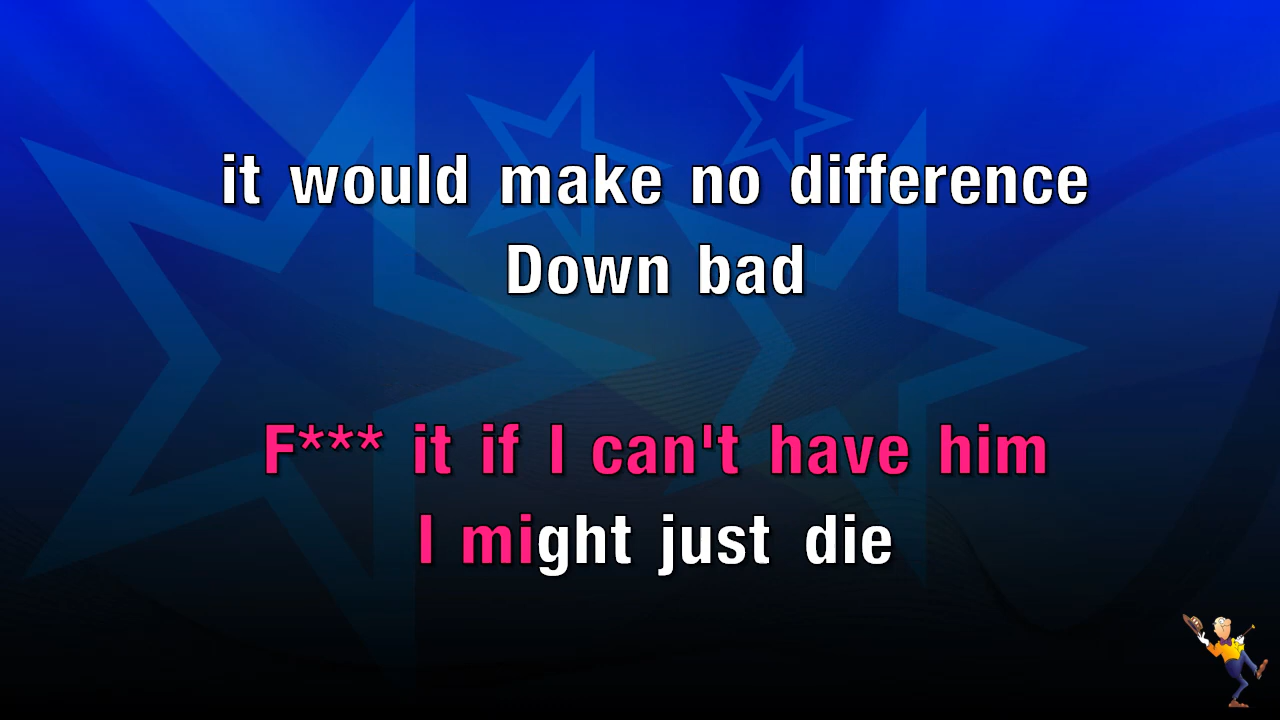 it would make no difference
Down bad
F*** it if I can't have him
I might just die